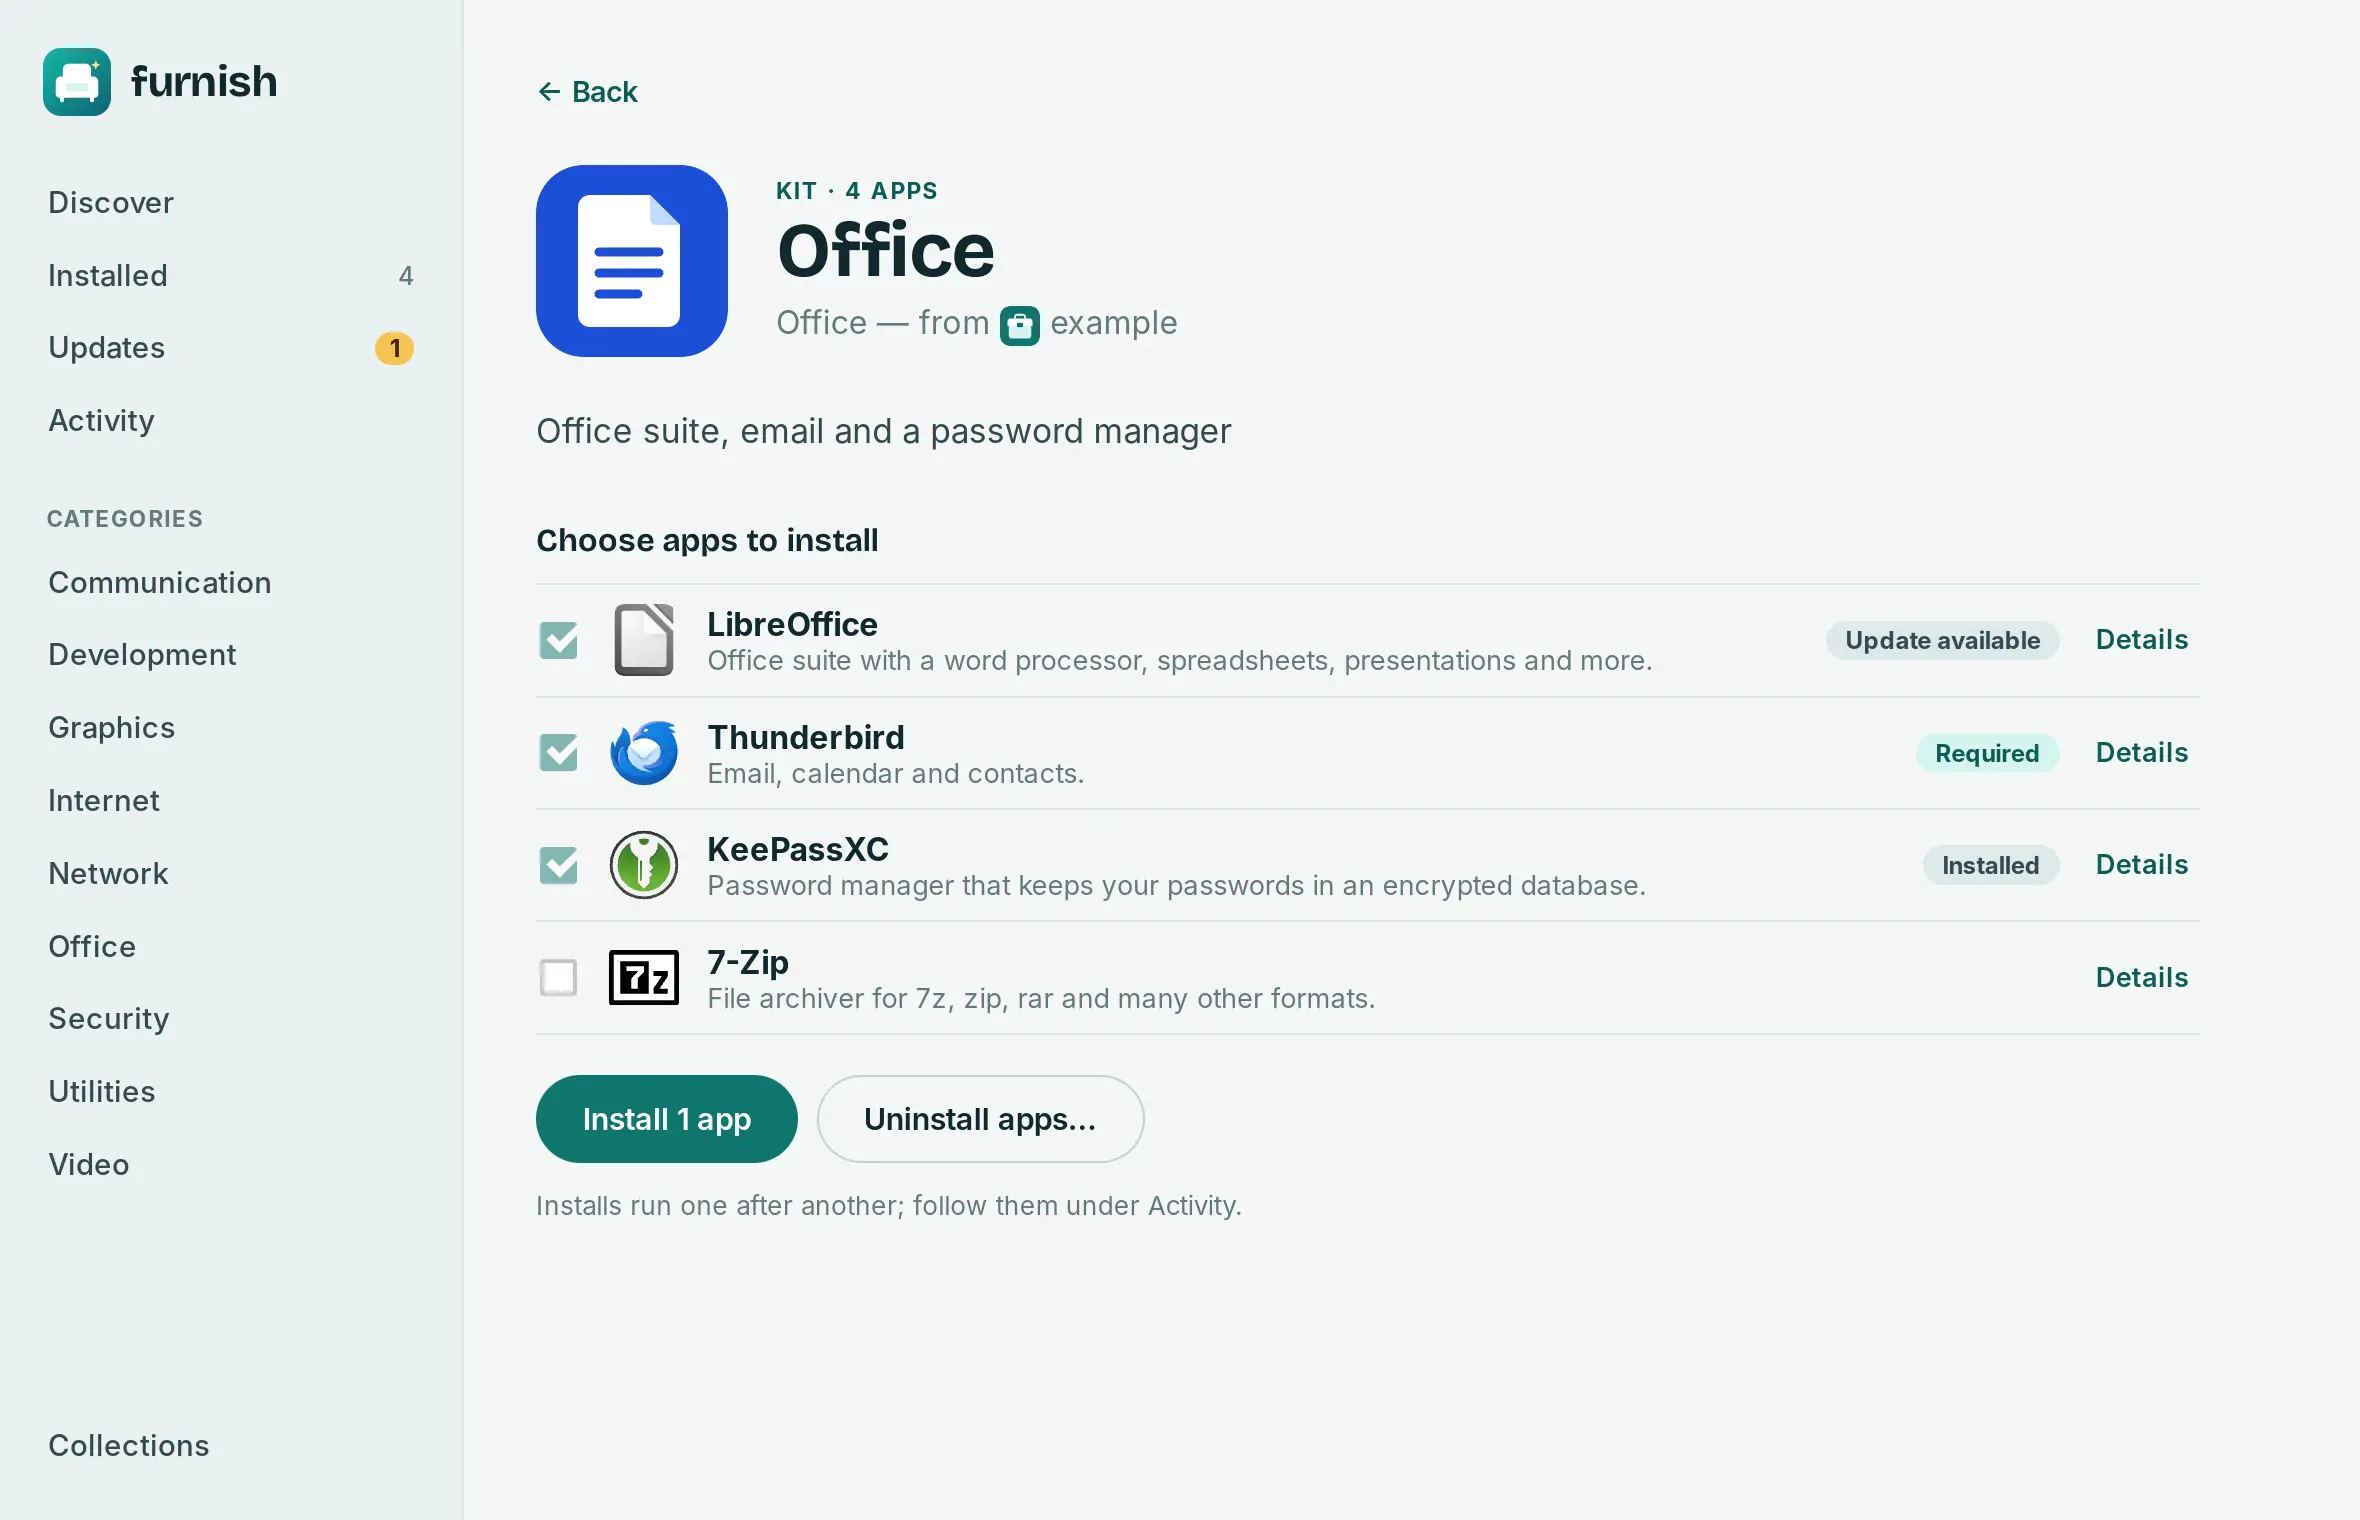 furnish
Discover
Installed 4
Updates 1
Activity
CATEGORIES
Communication
Development
Graphics
Internet
Network
Office
Security
Utilities
Video
Collections
← Back
KIT · 4 APPS
Office
Office — from example
Office suite, email and a password manager
Choose apps to install
LibreOffice
Office suite with a word processor, spreadsheets, presentations and more.
Update available Details
Thunderbird
Email, calendar and contacts.
Required Details
KeePassXC
Password manager that keeps your passwords in an encrypted database.
Installed Details
7z
7-Zip
File archiver for 7z, zip, rar and many other formats.
Details
Install 1 app Uninstall apps...
Installs run one after another; follow them under Activity.